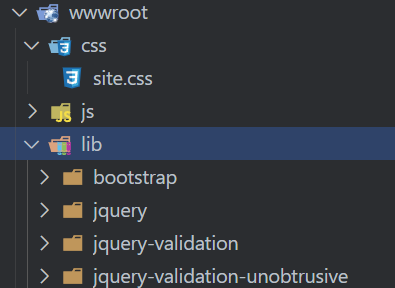 wwwroot
css
site.css
js
lib
bootstrap
jquery
jquery-validation
jquery-validation-unobtrusive